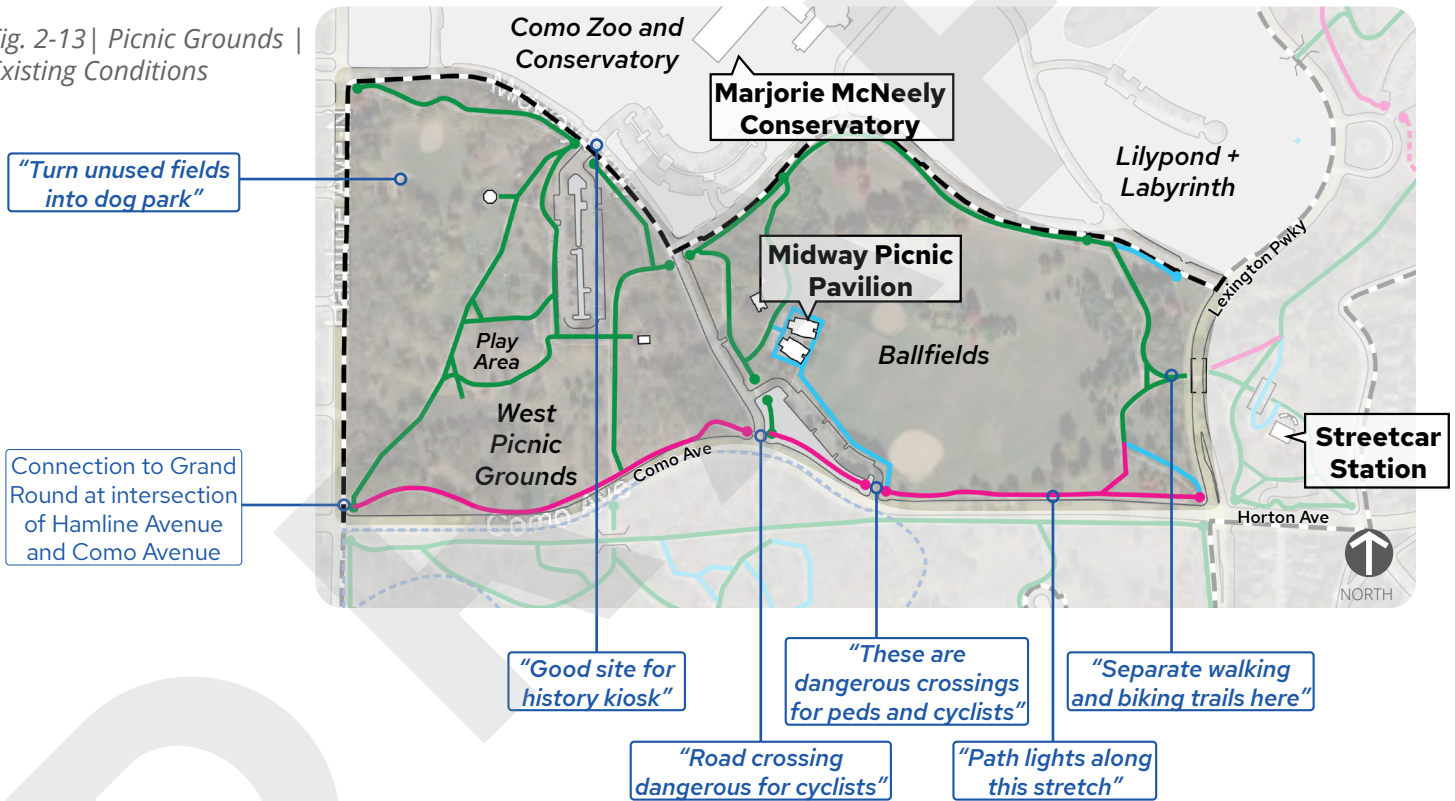 ig. 2-13| Picnic Grounds |
xisting Conditions
Como Zoo and
Conservatory
Marjorie McNeely
Conservatory
Lilypond +
Labyrinth
"Turn unused fields
into dog park"
Midway Picnic
Pavilion
Lexington Pwky
Play
Area
Ballfields
West
Picnic
Grounds
Como Ave
Como Ave
Streetcar
Station
Connection to Grand
Round at intersection
of Hamline Avenue
and Como Avenue
Horton Ave
NORTH
"Good site for
history kiosk"
"These are
dangerous crossings
for peds and cyclists"
"Separate walking
and biking trails here"
"Road crossing
dangerous for cyclists"
"Path lights along
this stretch"